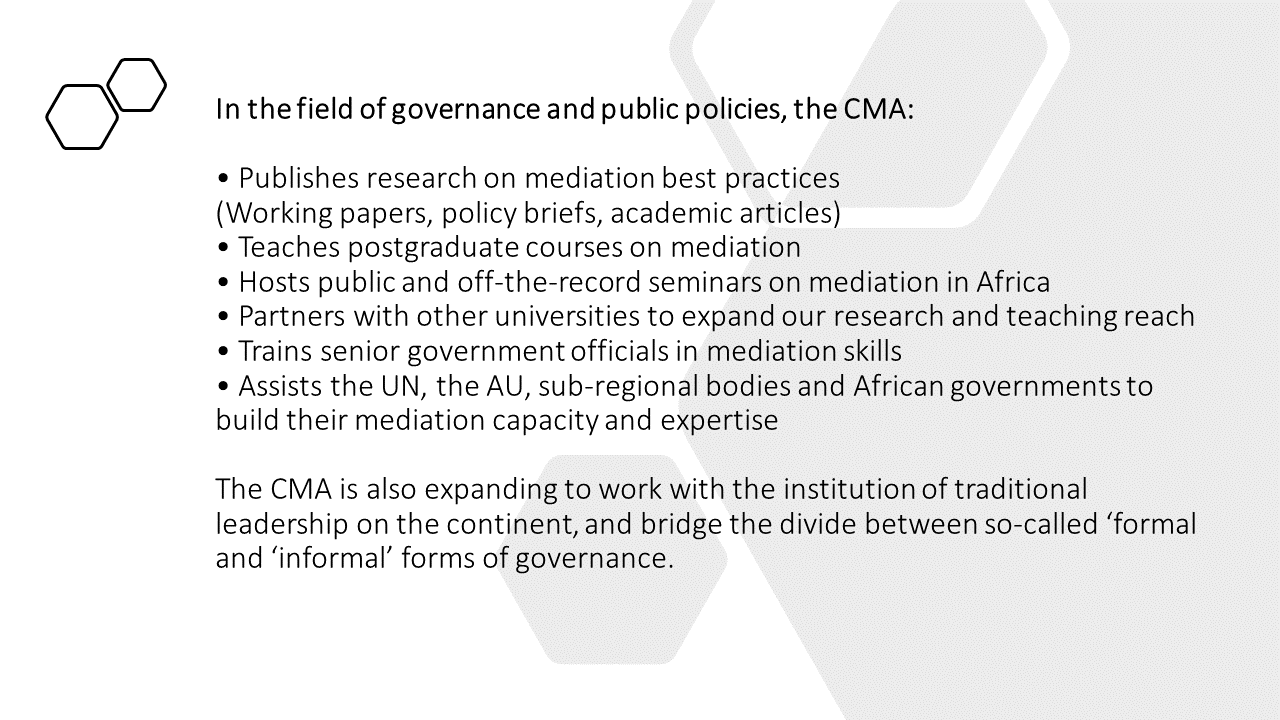 In the field of governance and public policies, the CMA:
• Publishes research on mediation best practices
(Working papers, policy briefs, academic articles)
• Teaches postgraduate courses on mediation
• Hosts public and off-the-record seminars on mediation in Africa
• Partners with other universities to expand our research and teaching reach
• Trains senior government officials in mediation skills
• Assists the UN, the AU, sub-regional bodies and African governments to
build their mediation capacity and expertise
The CMA is also expanding to work with the institution of traditional
leadership on the continent, and bridge the divide between so-called ‘formal
and ‘informal’ forms of governance.